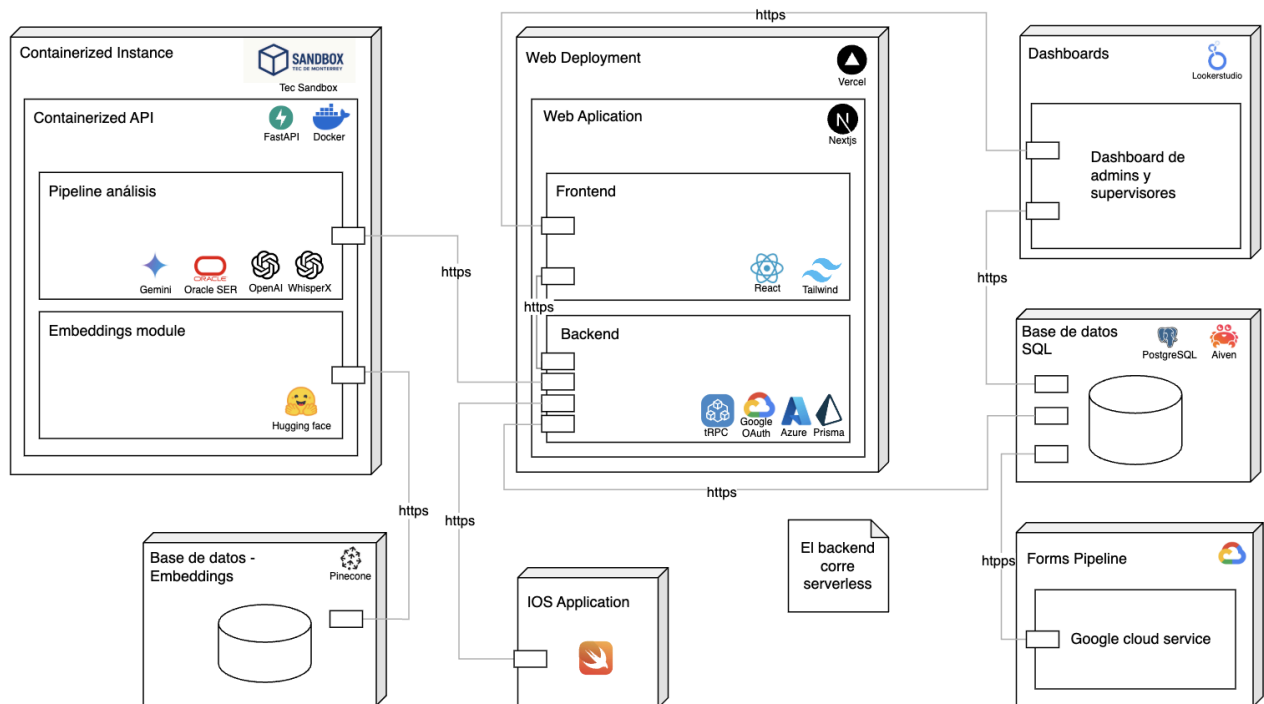 https
Containerized Instance
SANDBOX
TEC DE MONTERREY
Tec Sandbox
Containerized API
FastAPI
Docker
Pipeline análisis
Gemini
ORACLE
Oracle SER
OpenAI
WhisperX
Embeddings module
Hugging face
https
Web Deployment
Vercel
Web Aplication
Nextjs
Frontend
React
Tailwind
https
Backend
tRPC
Google
OAuth
Azure
Prisma
https
Dashboards
Lookerstudio
Dashboard de
admins y
supervisores
https
Base de datos
SQL
PostgreSQL
Aiven
https
https
Base de datos -
Embeddings
Pinecone
IOS Application
El backend
corre
serverless
htpps
Forms Pipeline
Google cloud service